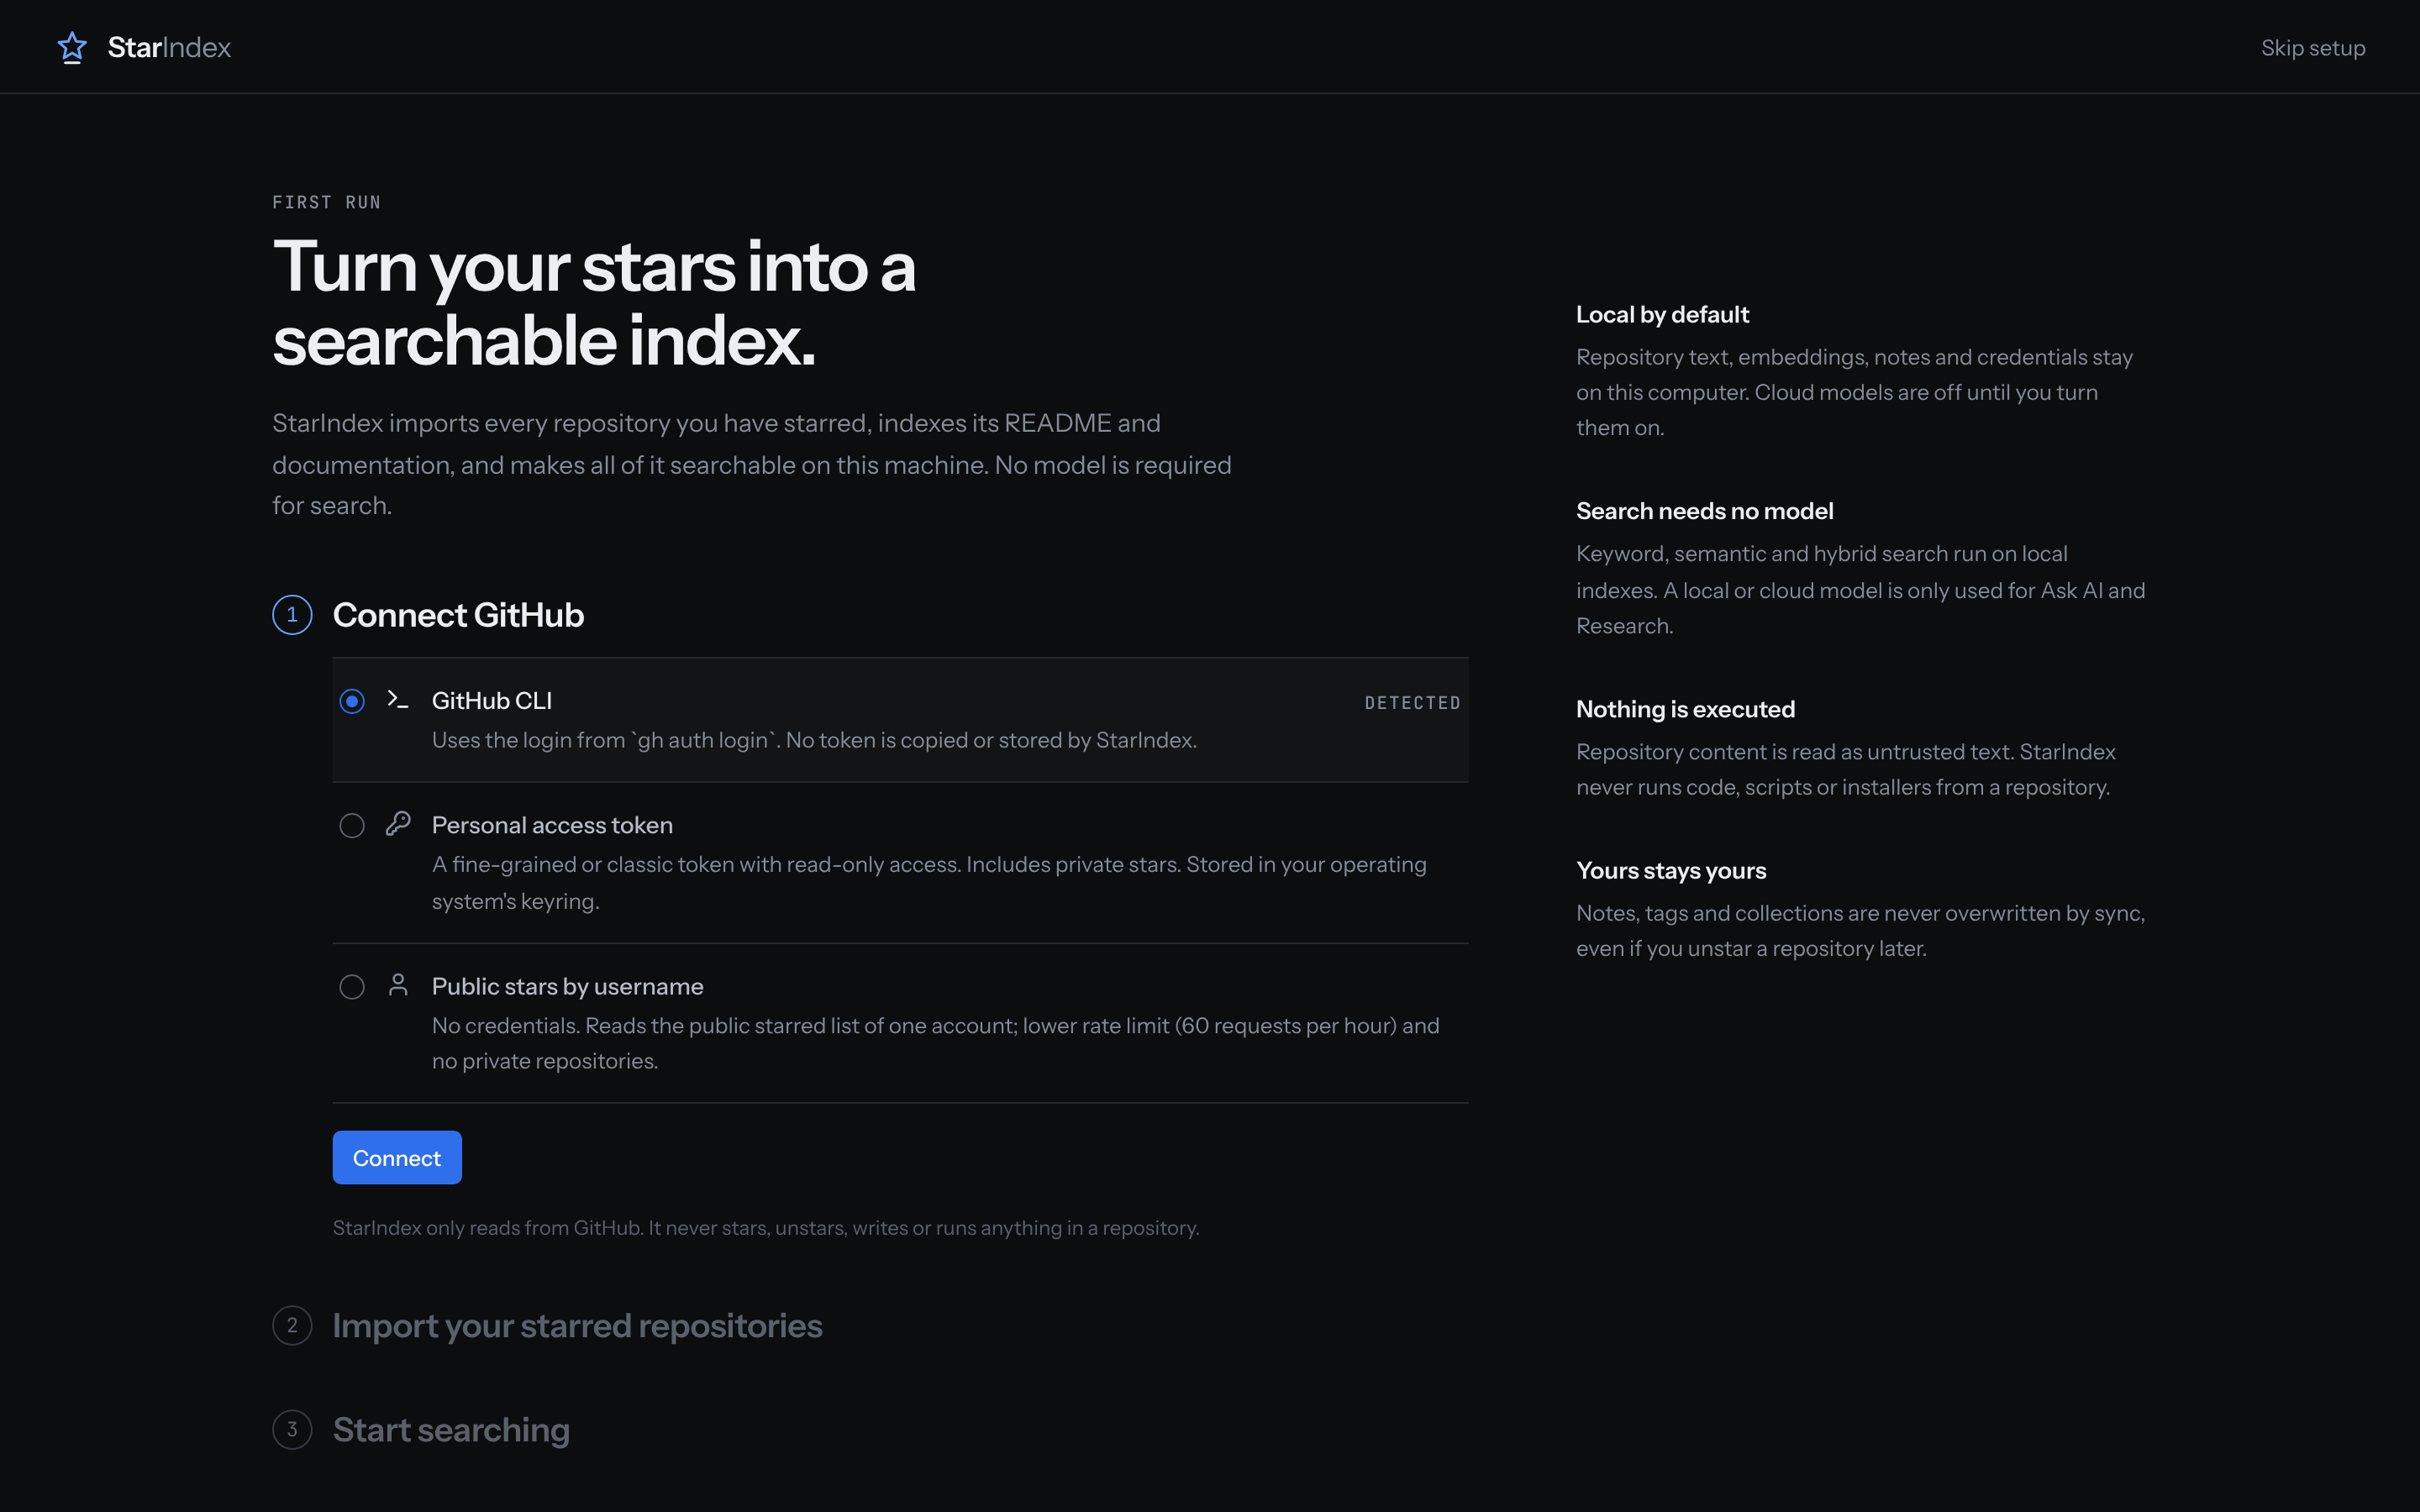 StarIndex
Skip setup
FIRST RUN
Turn your stars into a
searchable index.
StarIndex imports every repository you have starred, indexes its README and
documentation, and makes all of it searchable on this machine. No model is required
for search.
1 Connect GitHub
GitHub CLI
DETECTED
Uses the login from `gh auth login`. No token is copied or stored by StarIndex.
Personal access token
A fine-grained or classic token with read-only access. Includes private stars. Stored in your operating
system's keyring.
Public stars by username
No credentials. Reads the public starred list of one account; lower rate limit (60 requests per hour) and
no private repositories.
Connect
StarIndex only reads from GitHub. It never stars, unstars, writes or runs anything in a repository.
2 Import your starred repositories
3 Start searching
Local by default
Repository text, embeddings, notes and credentials stay
on this computer. Cloud models are off until you turn
them on.
Search needs no model
Keyword, semantic and hybrid search run on local
indexes. A local or cloud model is only used for Ask AI and
Research.
Nothing is executed
Repository content is read as untrusted text. StarIndex
never runs code, scripts or installers from a repository.
Yours stays yours
Notes, tags and collections are never overwritten by sync,
even if you unstar a repository later.